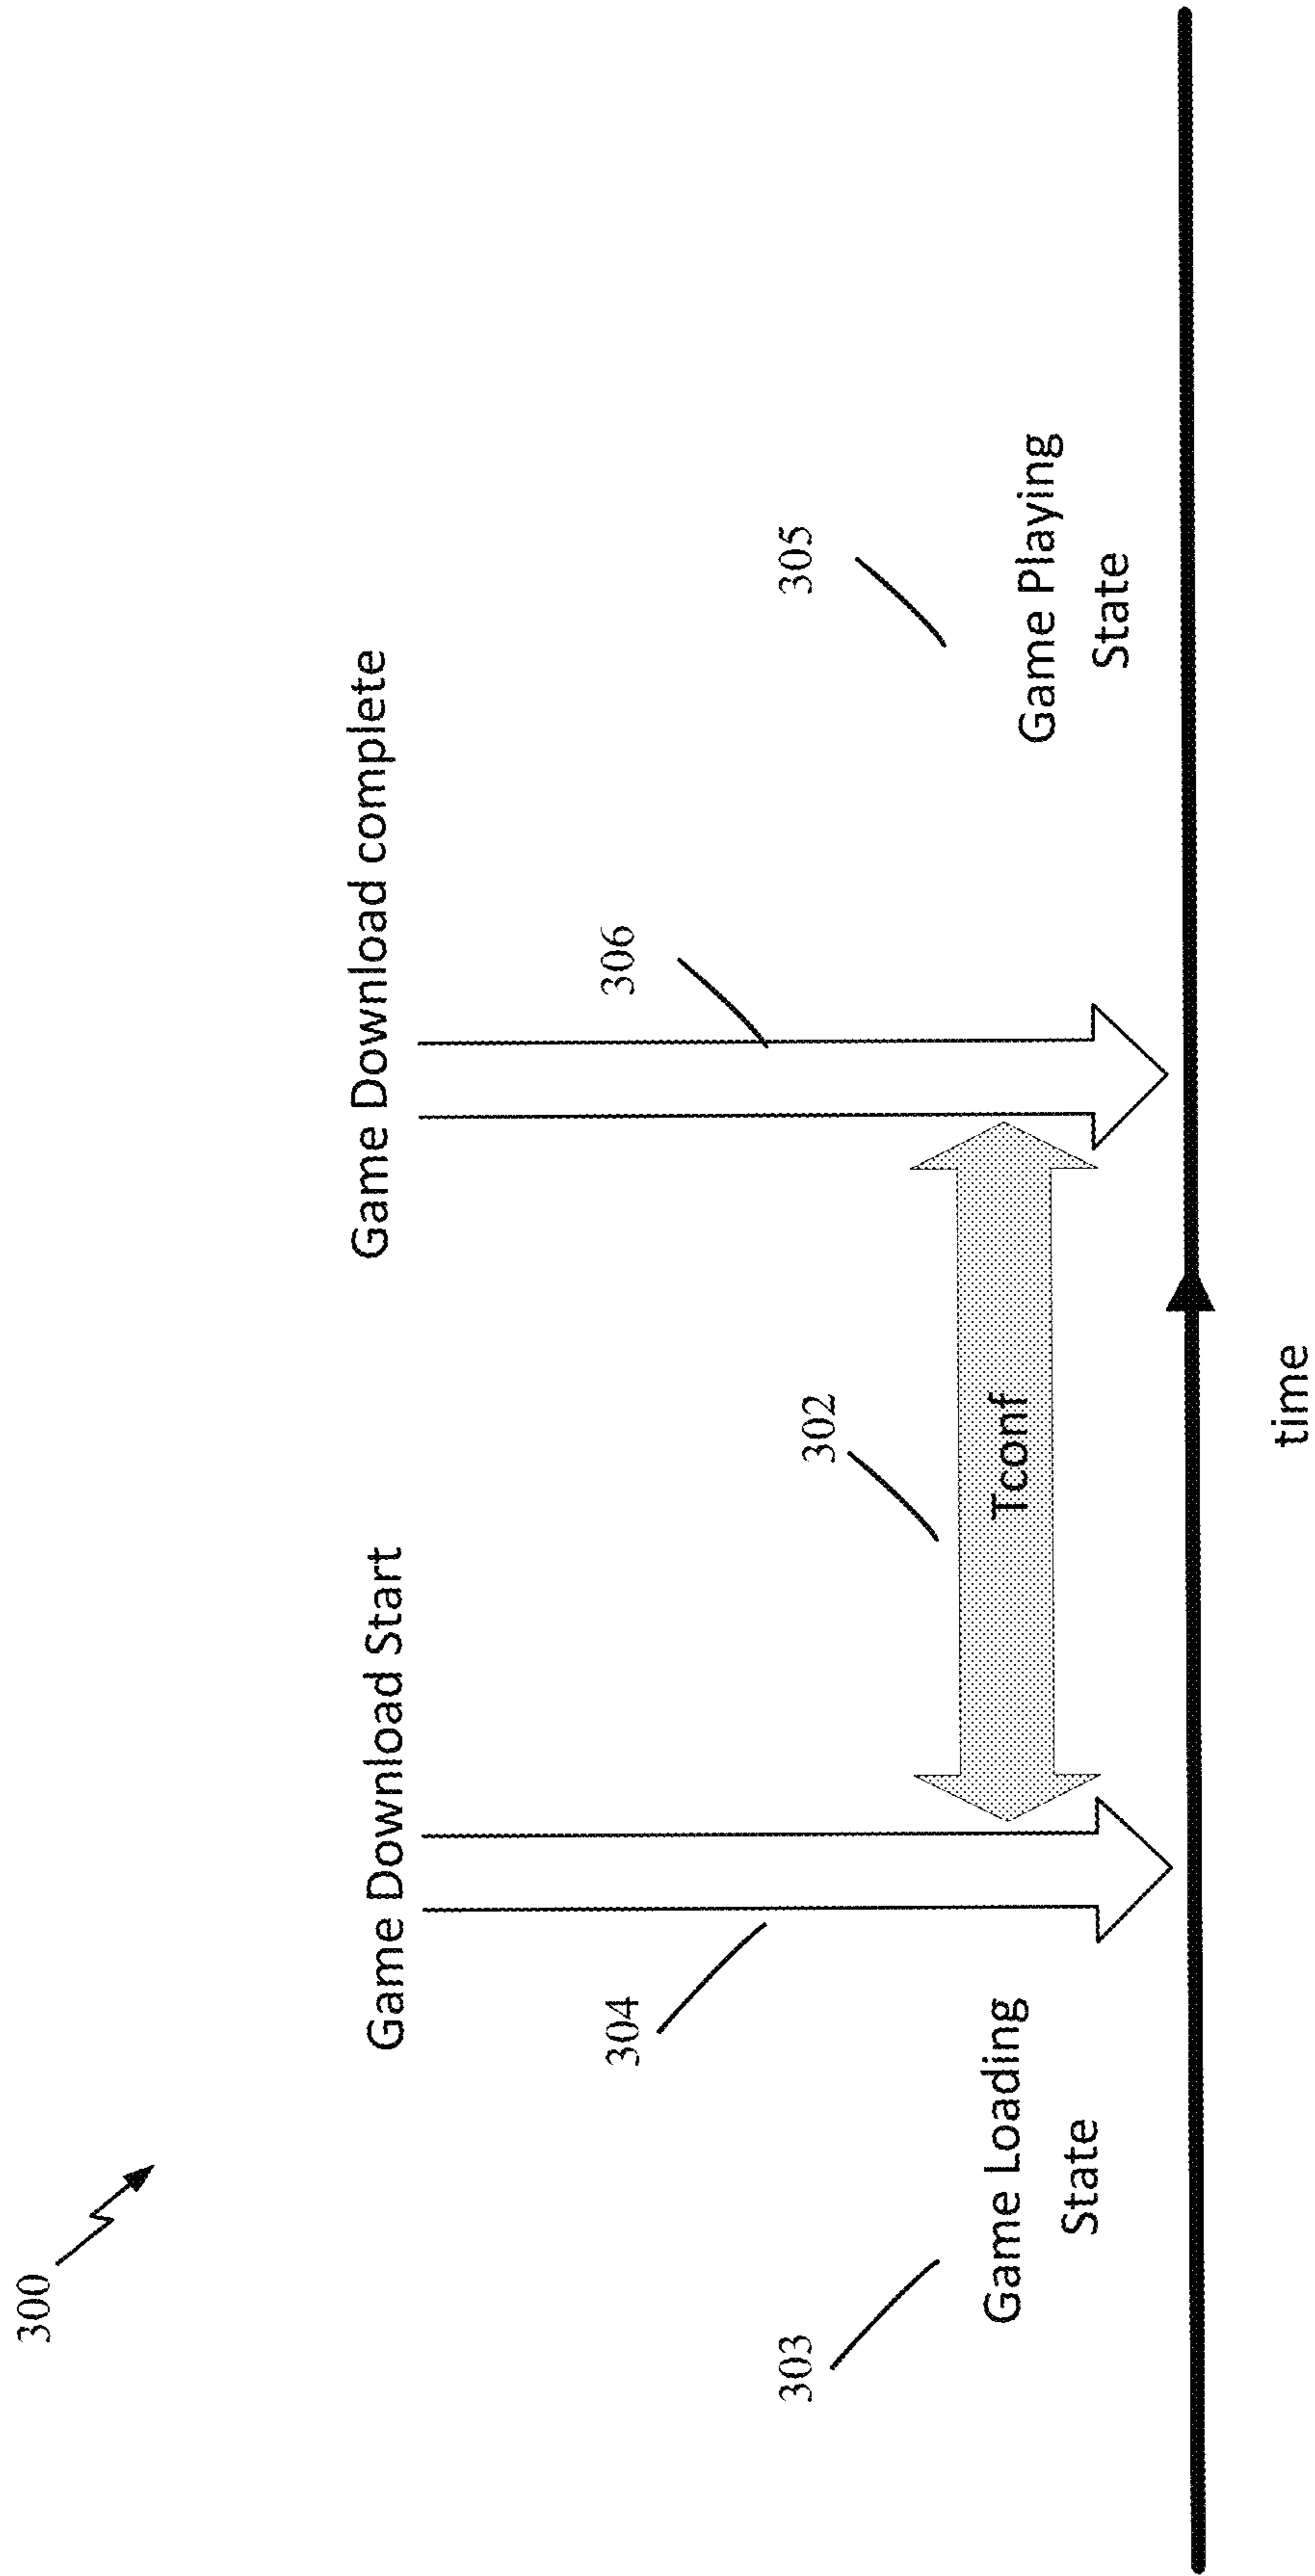 300
Game Download Start
Game Download complete
304
306
303
302
305
Game Loading
State
Tconf
Game Playing
State
time